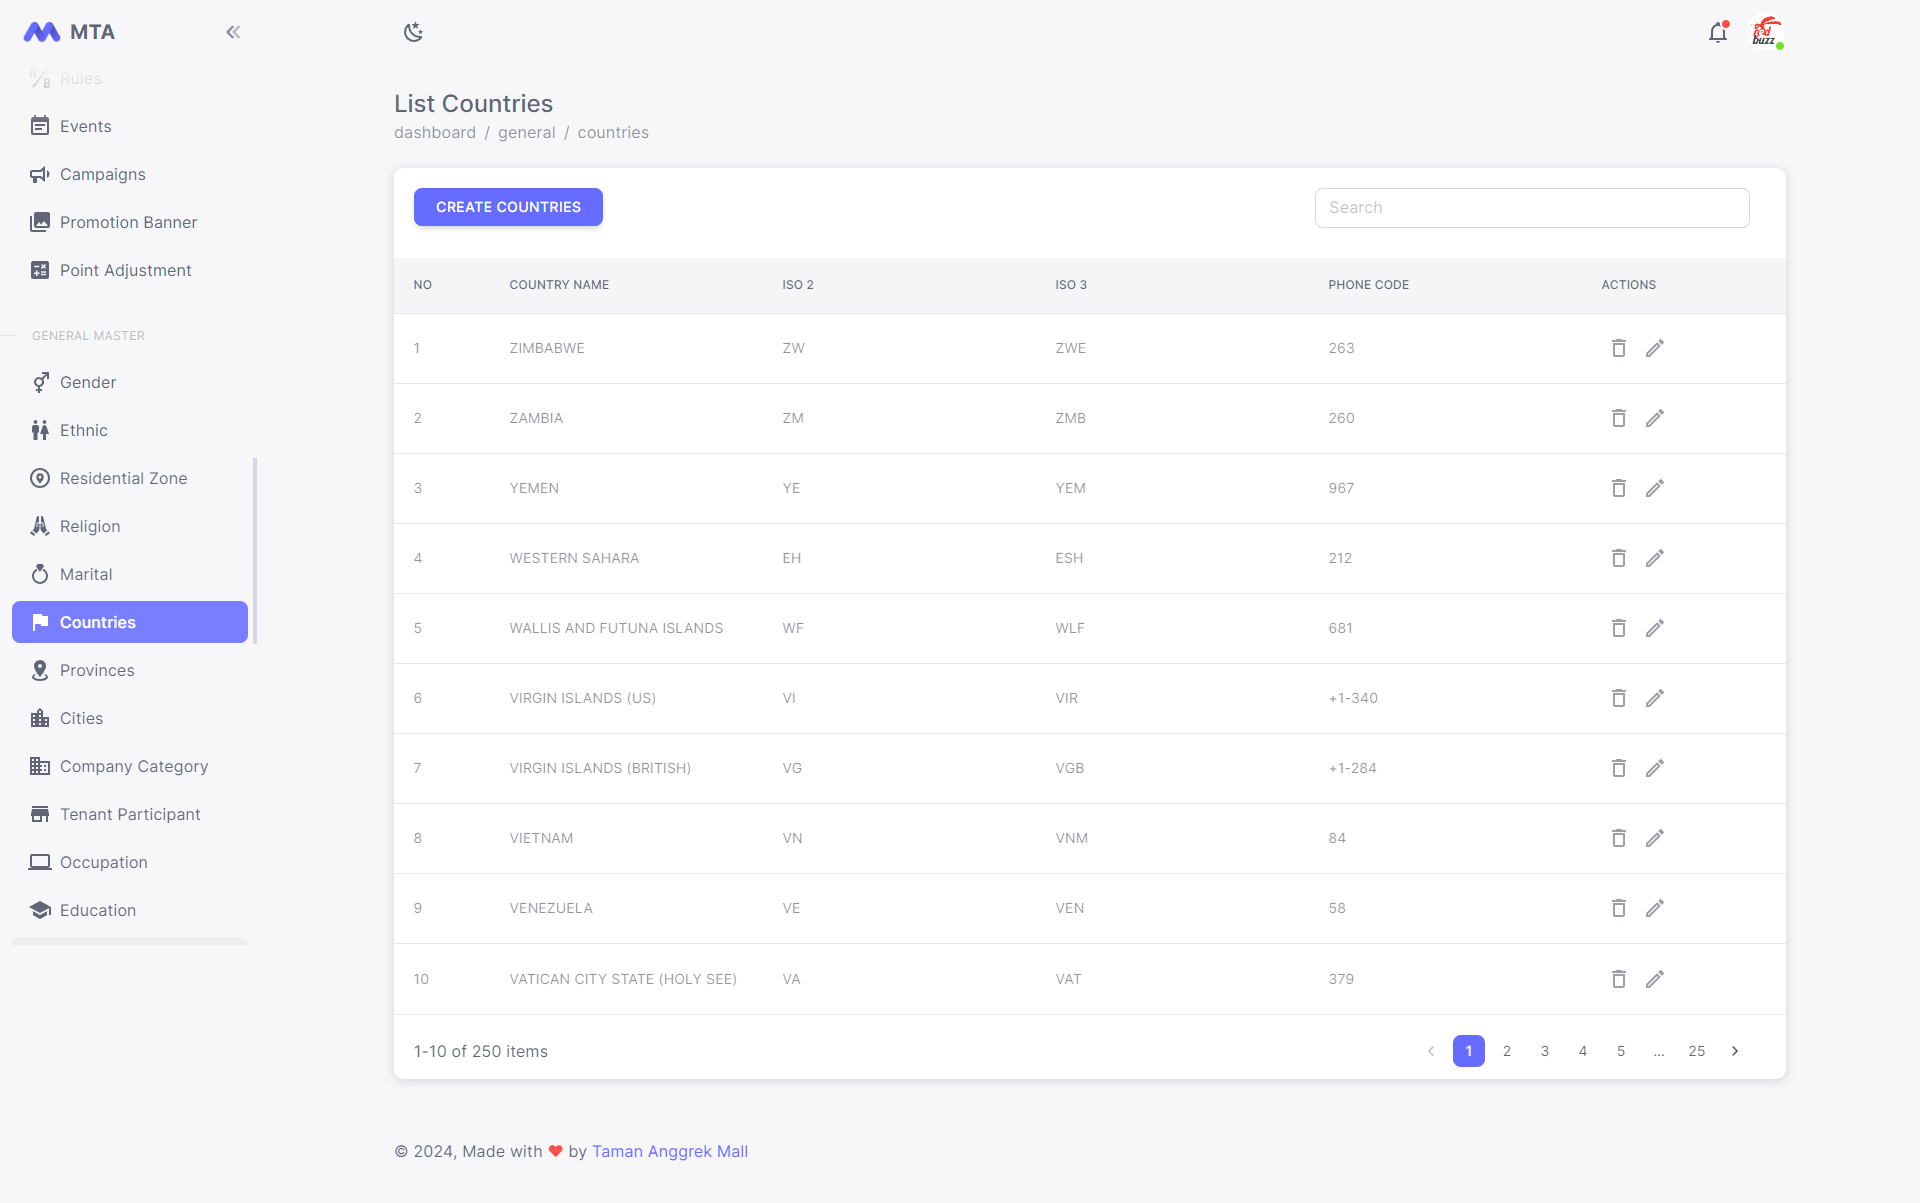 MTA
Rules
Events
Campaigns
Promotion Banner
Point Adjustment
GENERAL MASTER
Gender
Ethnic
Residential Zone
Religion
Marital
Countries
Provinces
Cities
Company Category
Tenant Participant
Occupation
Education
List Countries
dashboard / general / countries
CREATE COUNTRIES
Search
NO COUNTRY NAME ISO 2 ISO 3 PHONE CODE ACTIONS
1 ZIMBABWE ZW ZWE 263
2 ZAMBIA ZM ZMB 260
3 YEMEN YE YEM 967
4 WESTERN SAHARA EH ESH 212
5 WALLIS AND FUTUNA ISLANDS WF WLF 681
6 VIRGIN ISLANDS (US) VI VIR +1-340
7 VIRGIN ISLANDS (BRITISH) VG VGB +1-284
8 VIETNAM VN VNM 84
9 VENEZUELA VE VEN 58
10 VATICAN CITY STATE (HOLY SEE) VA VAT 379
1-10 of 250 items
1 2 3 4 5 ... 25
© 2024, Made with ❤ by Taman Anggrek Mall
buzz